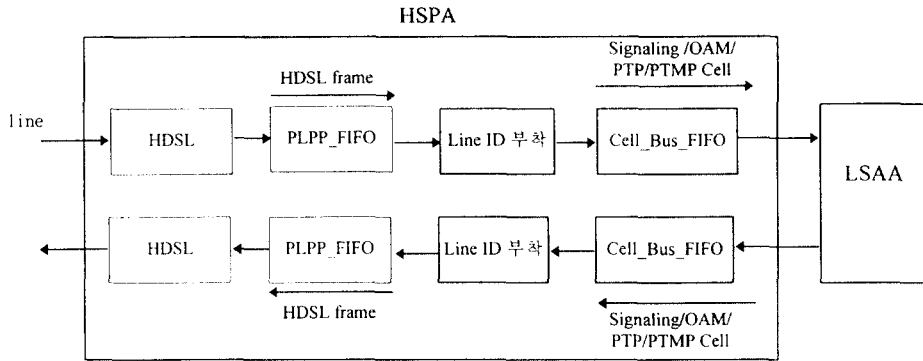 HSPA
Signaling /OAM/
PTP/PTMP Cell
HDSL frame
line
HDSL
PLPP_FIFO
Line ID 부착
Cell_Bus_FIFO
LSAA
HDSL
PLPP_FIFO
Line ID 부착
Cell_Bus_FIFO
HDSL frame
Signaling/OAM/
PTP/PTMP Cell